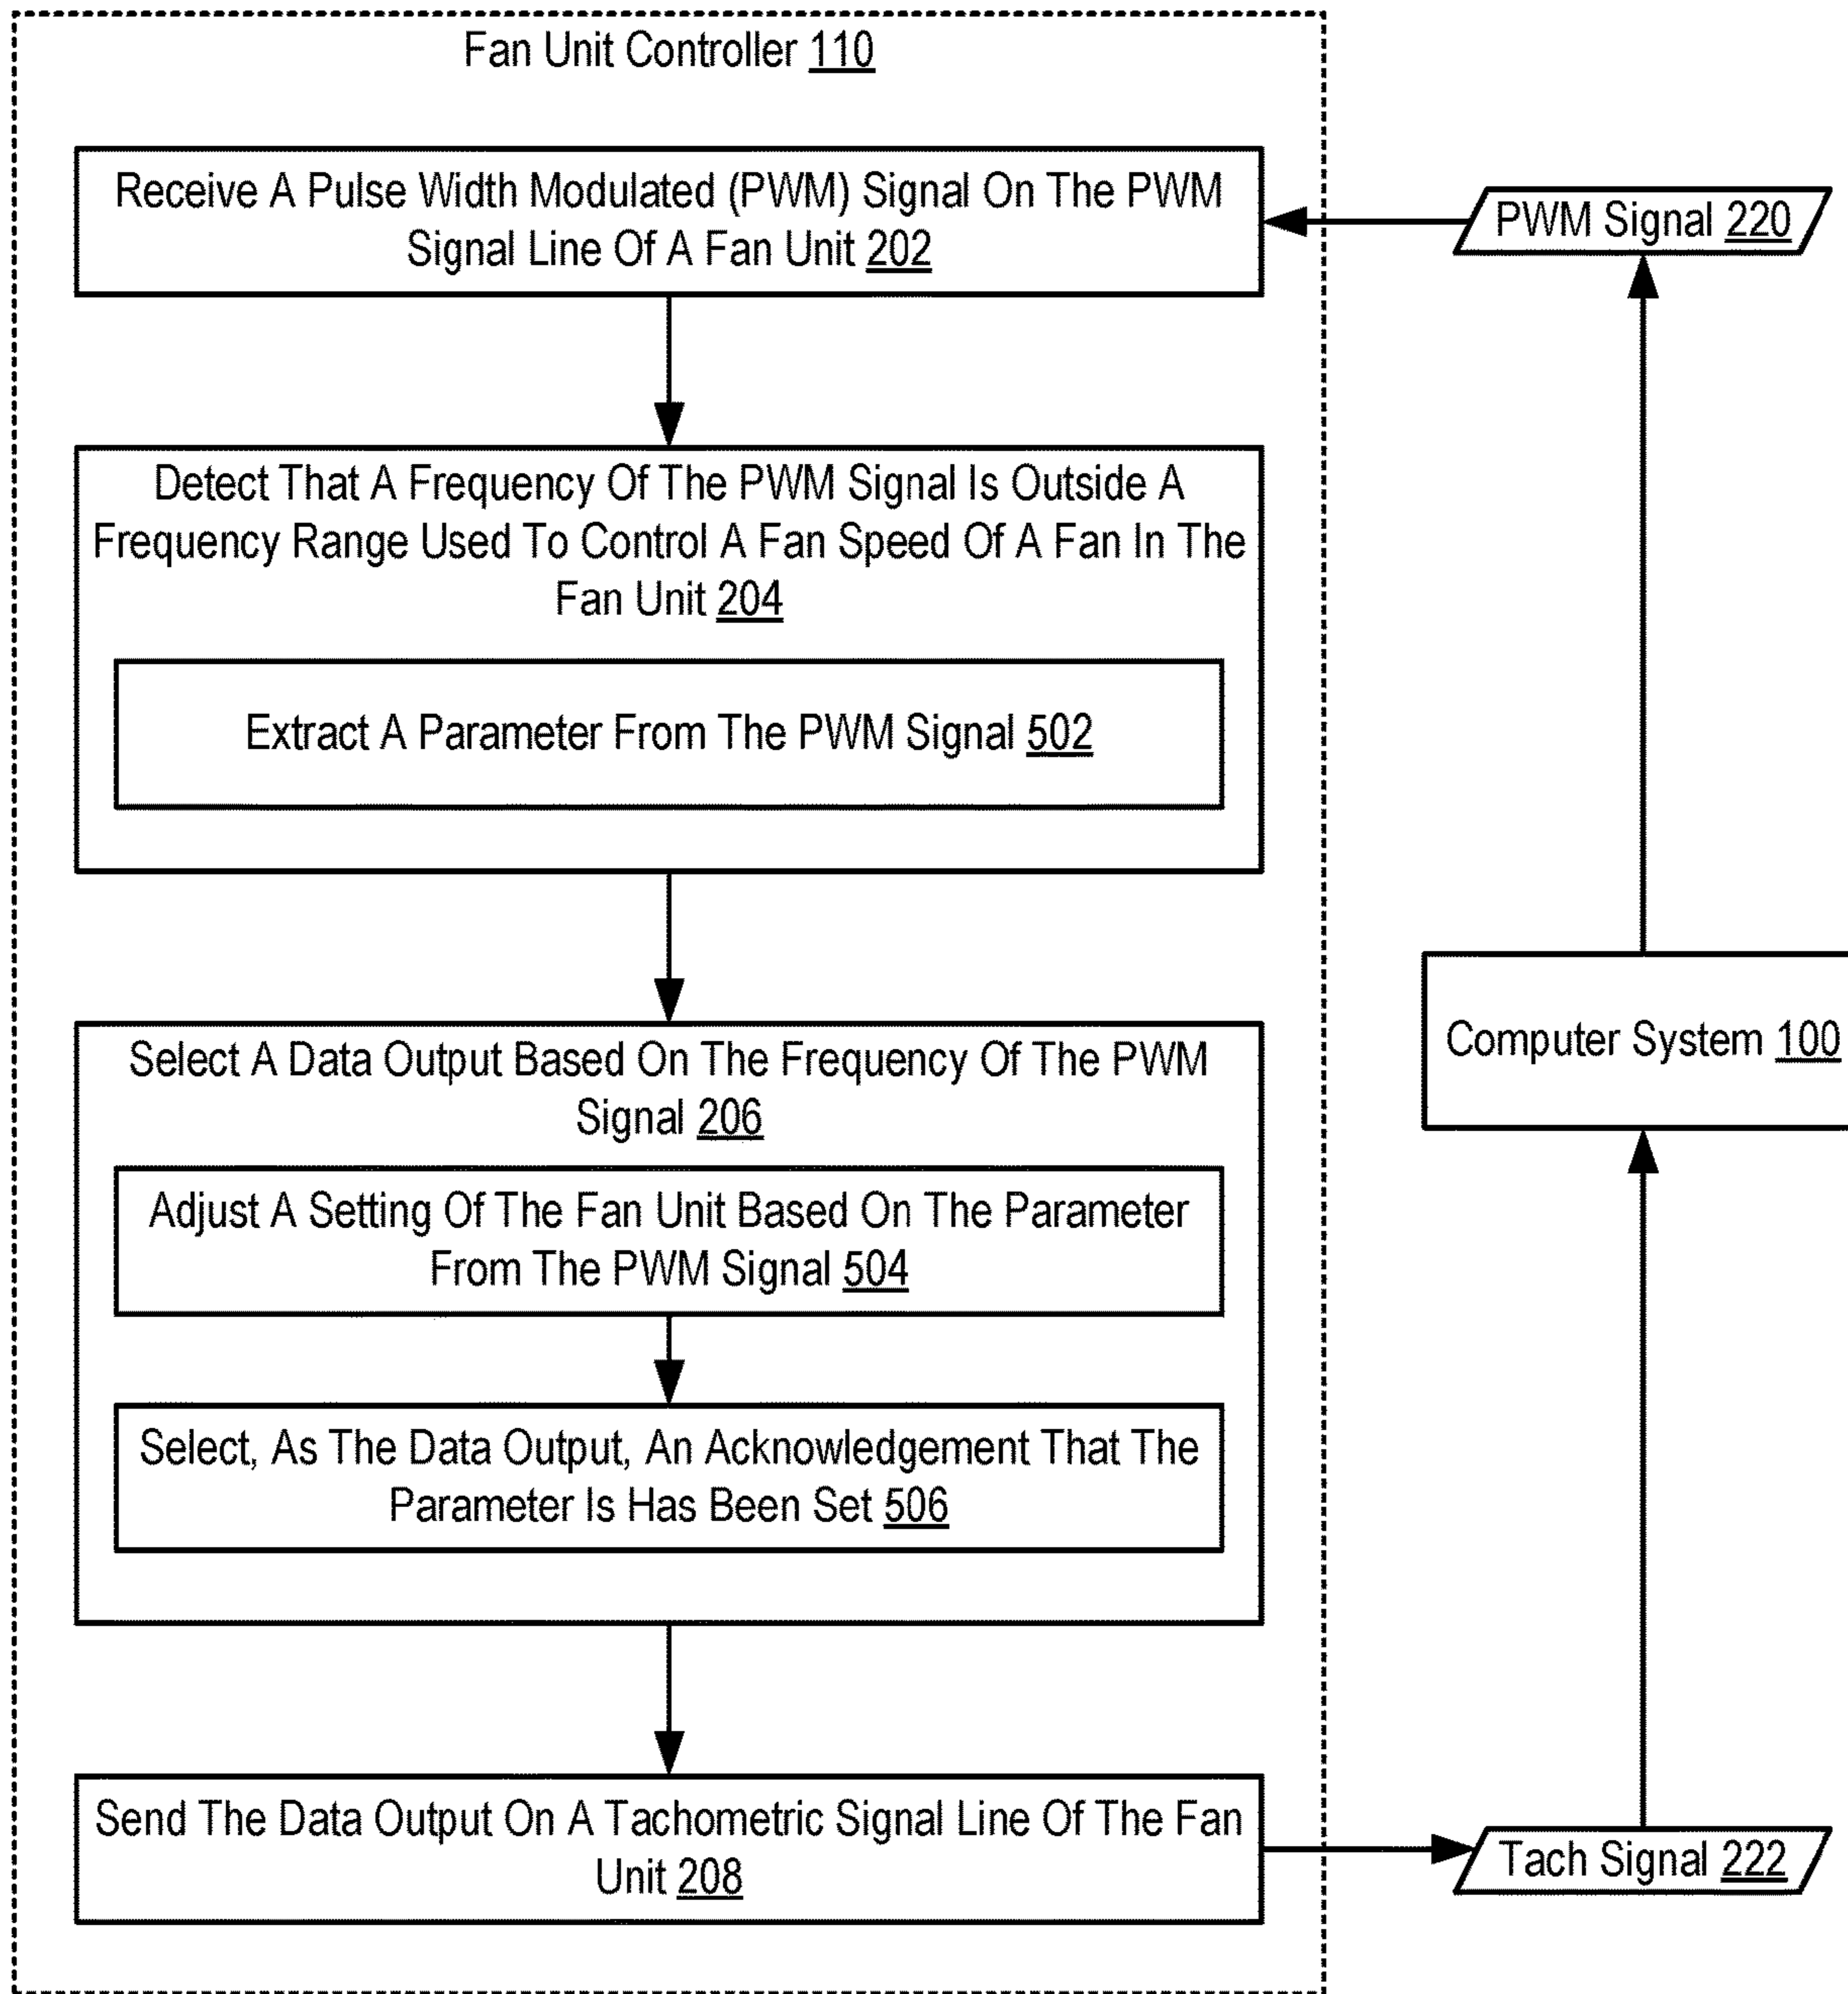 Fan Unit Controller 110
Receive A Pulse Width Modulated (PWM) Signal On The PWM
Signal Line Of A Fan Unit 202
PWM Signal 220
Detect That A Frequency Of The PWM Signal Is Outside A
Frequency Range Used To Control A Fan Speed Of A Fan In The
Fan Unit 204
Extract A Parameter From The PWM Signal 502
Select A Data Output Based On The Frequency Of The PWM
Signal 206
Computer System 100
Adjust A Setting Of The Fan Unit Based On The Parameter
From The PWM Signal 504
Select, As The Data Output, An Acknowledgement That The
Parameter Is Has Been Set 506
Send The Data Output On A Tachometric Signal Line Of The Fan
Unit 208
Tach Signal 222